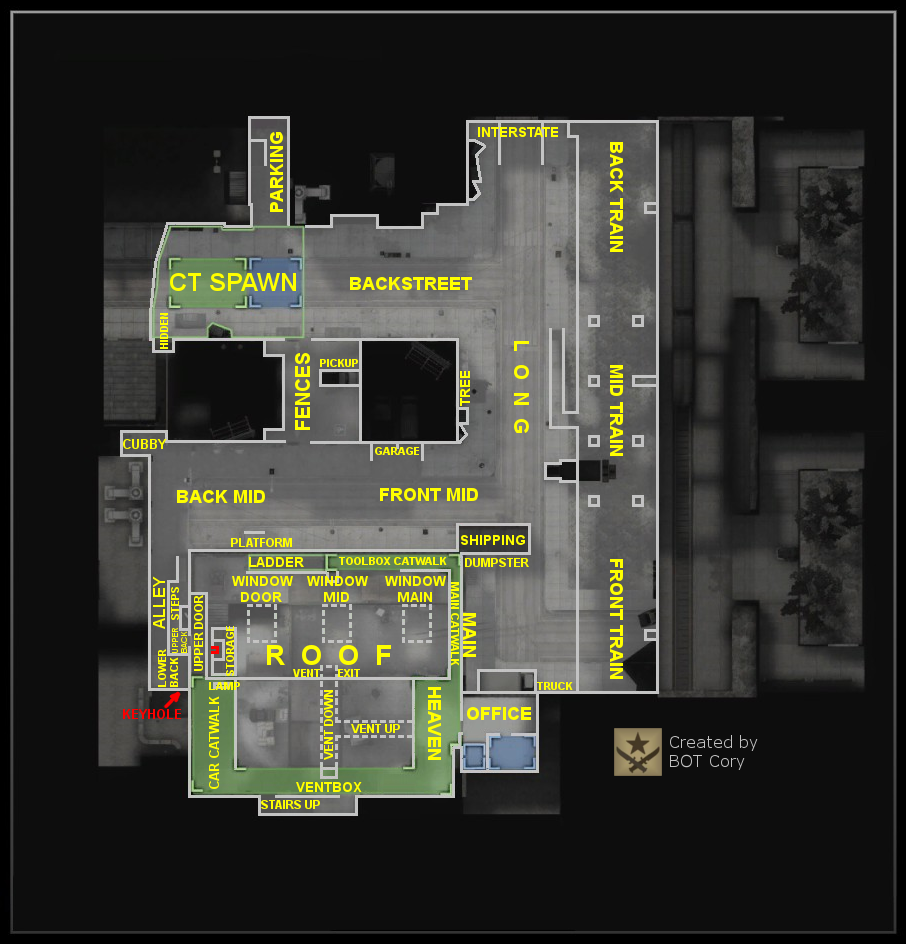 INTERSTATE
PARKING
BACK TRAIN
CT SPAWN
BACKSTREET
HIDDEN
FENCES
PICKUP
TREE
LONG
MID TRAIN
CUBBY
GARAGE
BACK MID
FRONT MID
PLATFORM
SHIPPING
LADDER
TOOLBOX CATWALK
DUMPSTER
WINDOW
DOOR
WINDOW
MID
WINDOW
MAIN
ALLEY
STEPS
UPPER
BACK
UPPER DOOR
STORAGE
MAIN CATWALK
MAIN
FRONT TRAIN
LOWER
BACK
ROOF
VENT EXIT
LAMP
TRUCK
KEYHOLE
CAR CATWALK
VENT DOWN
VENT UP
HEAVEN
OFFICE
VENTBOX
STAIRS UP
Created by
BOT Cory